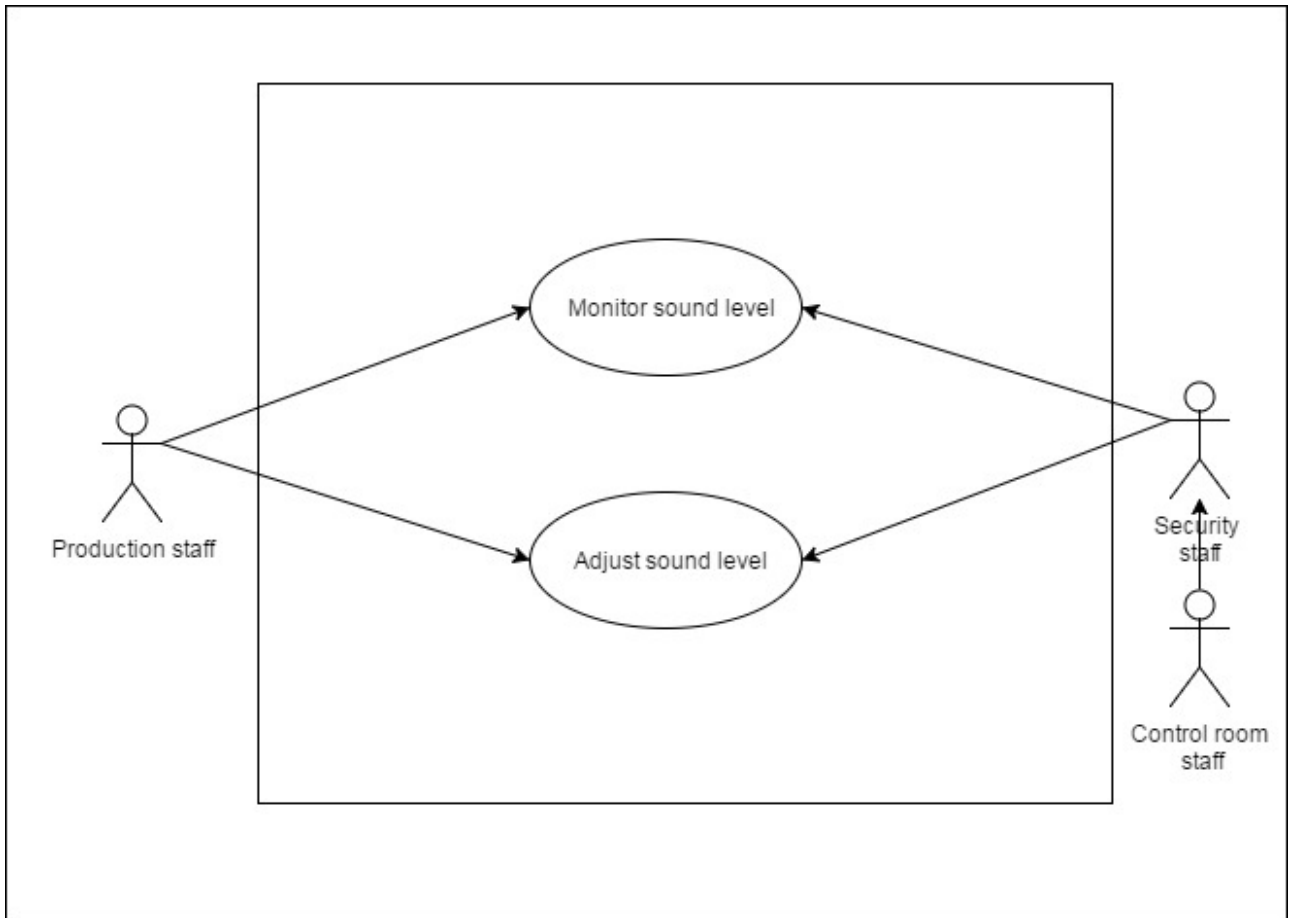 Monitor sound level
Production staff
Adjust sound level
Security
staff
Control room
staff